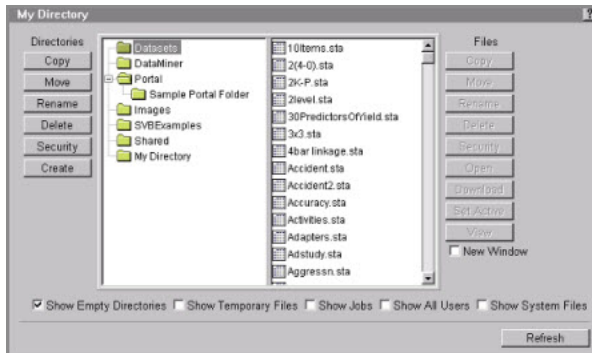 My Directory
?
Directories
Copy
Move
Rename
Delete
Security
Create
Datasets
DataMiner
Portal
Sample Portal Folder
Images
SVBExamples
Shared
My Directory
10Items.sta
2(4-0).sta
2K-P.sta
2level.sta
30PredictorsOfYield.sta
3x3.sta
4bar linkage.sta
Accident.sta
Accident2.sta
Accuracy.sta
Activities.sta
Adapters.sta
Adstudy.sta
Aggressn.sta
Files
Copy
Move
Rename
Delete
Security
Open
Download
Set Active
View
New Window
Show Empty Directories Show Temporary Files Show Jobs Show All Users Show System Files
Refresh